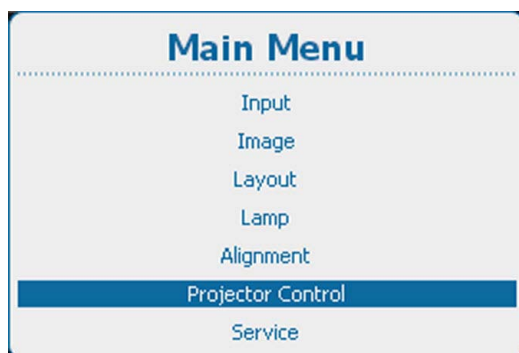 Main Menu
Input
Image
Layout
Lamp
Alignment
Projector Control
Service